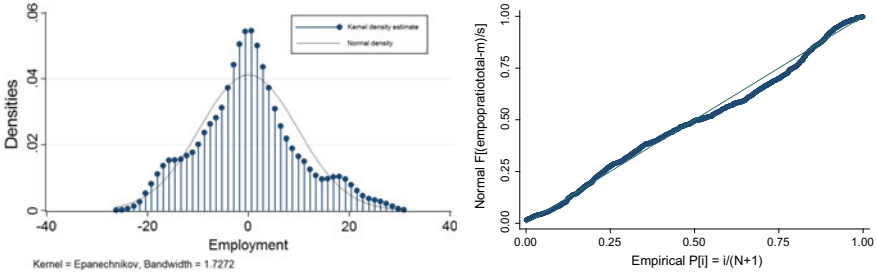 .06
.04
.02
0
Densities
Kernel density estimate
Normal density
-40
-20
0
20
40
Employment
Kernel = Epanechnikov, Bandwidth = 1.7272
1.00
0.75
0.50
0.25
0.00
Normal F[(empopratiototal-m)/s]
0.00
0.25
0.50
0.75
1.00
Empirical P[i] = i/(N+1)